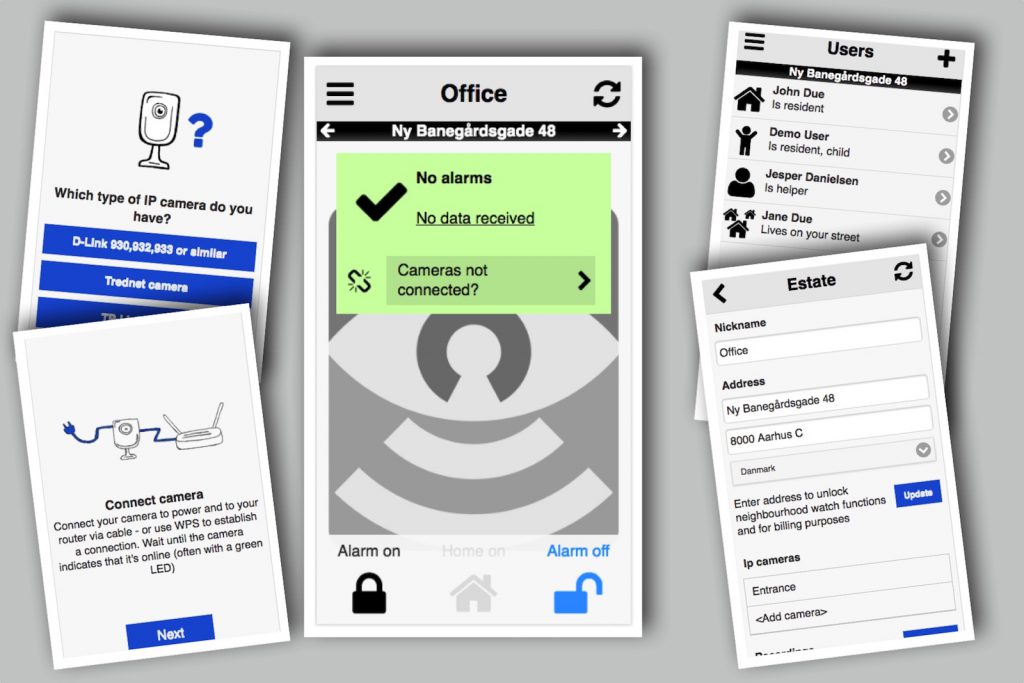 Which type of IP camera do you
have?
D-Link 930,932,933 or similar
Trednet camera
Connect camera
Connect your camera to power and to your
router via cable - or use WPS to establish
a connection. Wait until the camera
indicates that it's online (often with a green
LED)
Next
Office
Ny Banegårdsgade 48
No alarms
No data received
Cameras not
connected?
Alarm on
Home on
Alarm off
Users
Ny Banegårdsgade 48
John Due
Is resident
Demo User
Is resident, child
Jesper Danielsen
Is helper
Jane Due
Lives on your street
Estate
Nickname
Office
Address
Ny Banegårdsgade 48
8000 Aarhus C
Danmark
Enter address to unlock
neighbourhood watch functions
and for billing purposes
Update
Ip cameras
Entrance
<Add camera>